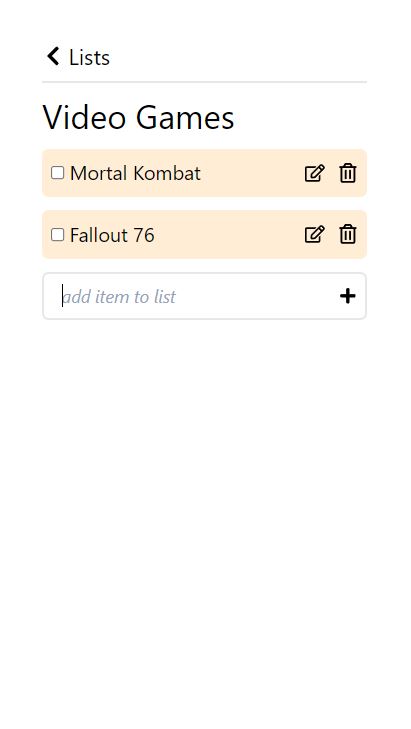 Lists
Video Games
Mortal Kombat
Fallout 76
add item to list